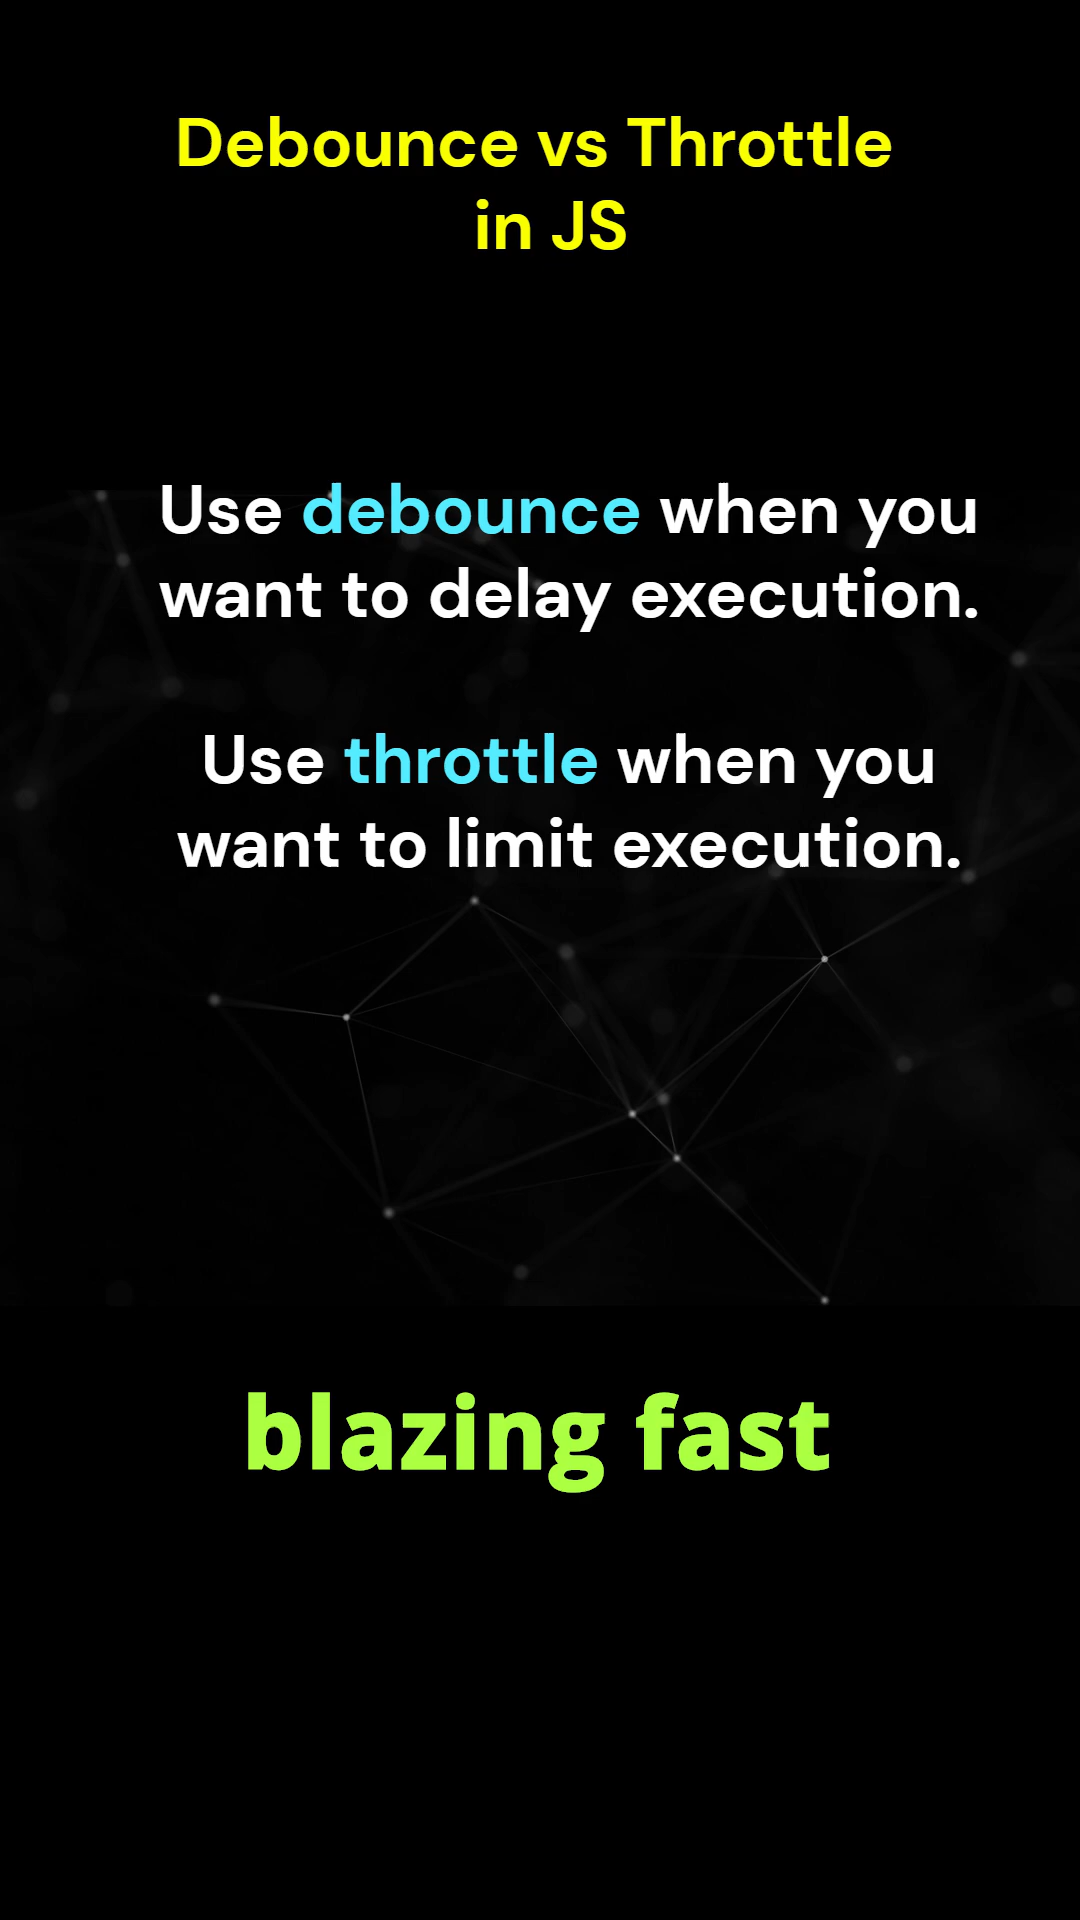 Debounce vs Throttle
in JS
Use debounce when you
want to delay execution.
Use throttle when you
want to limit execution.
blazing fast